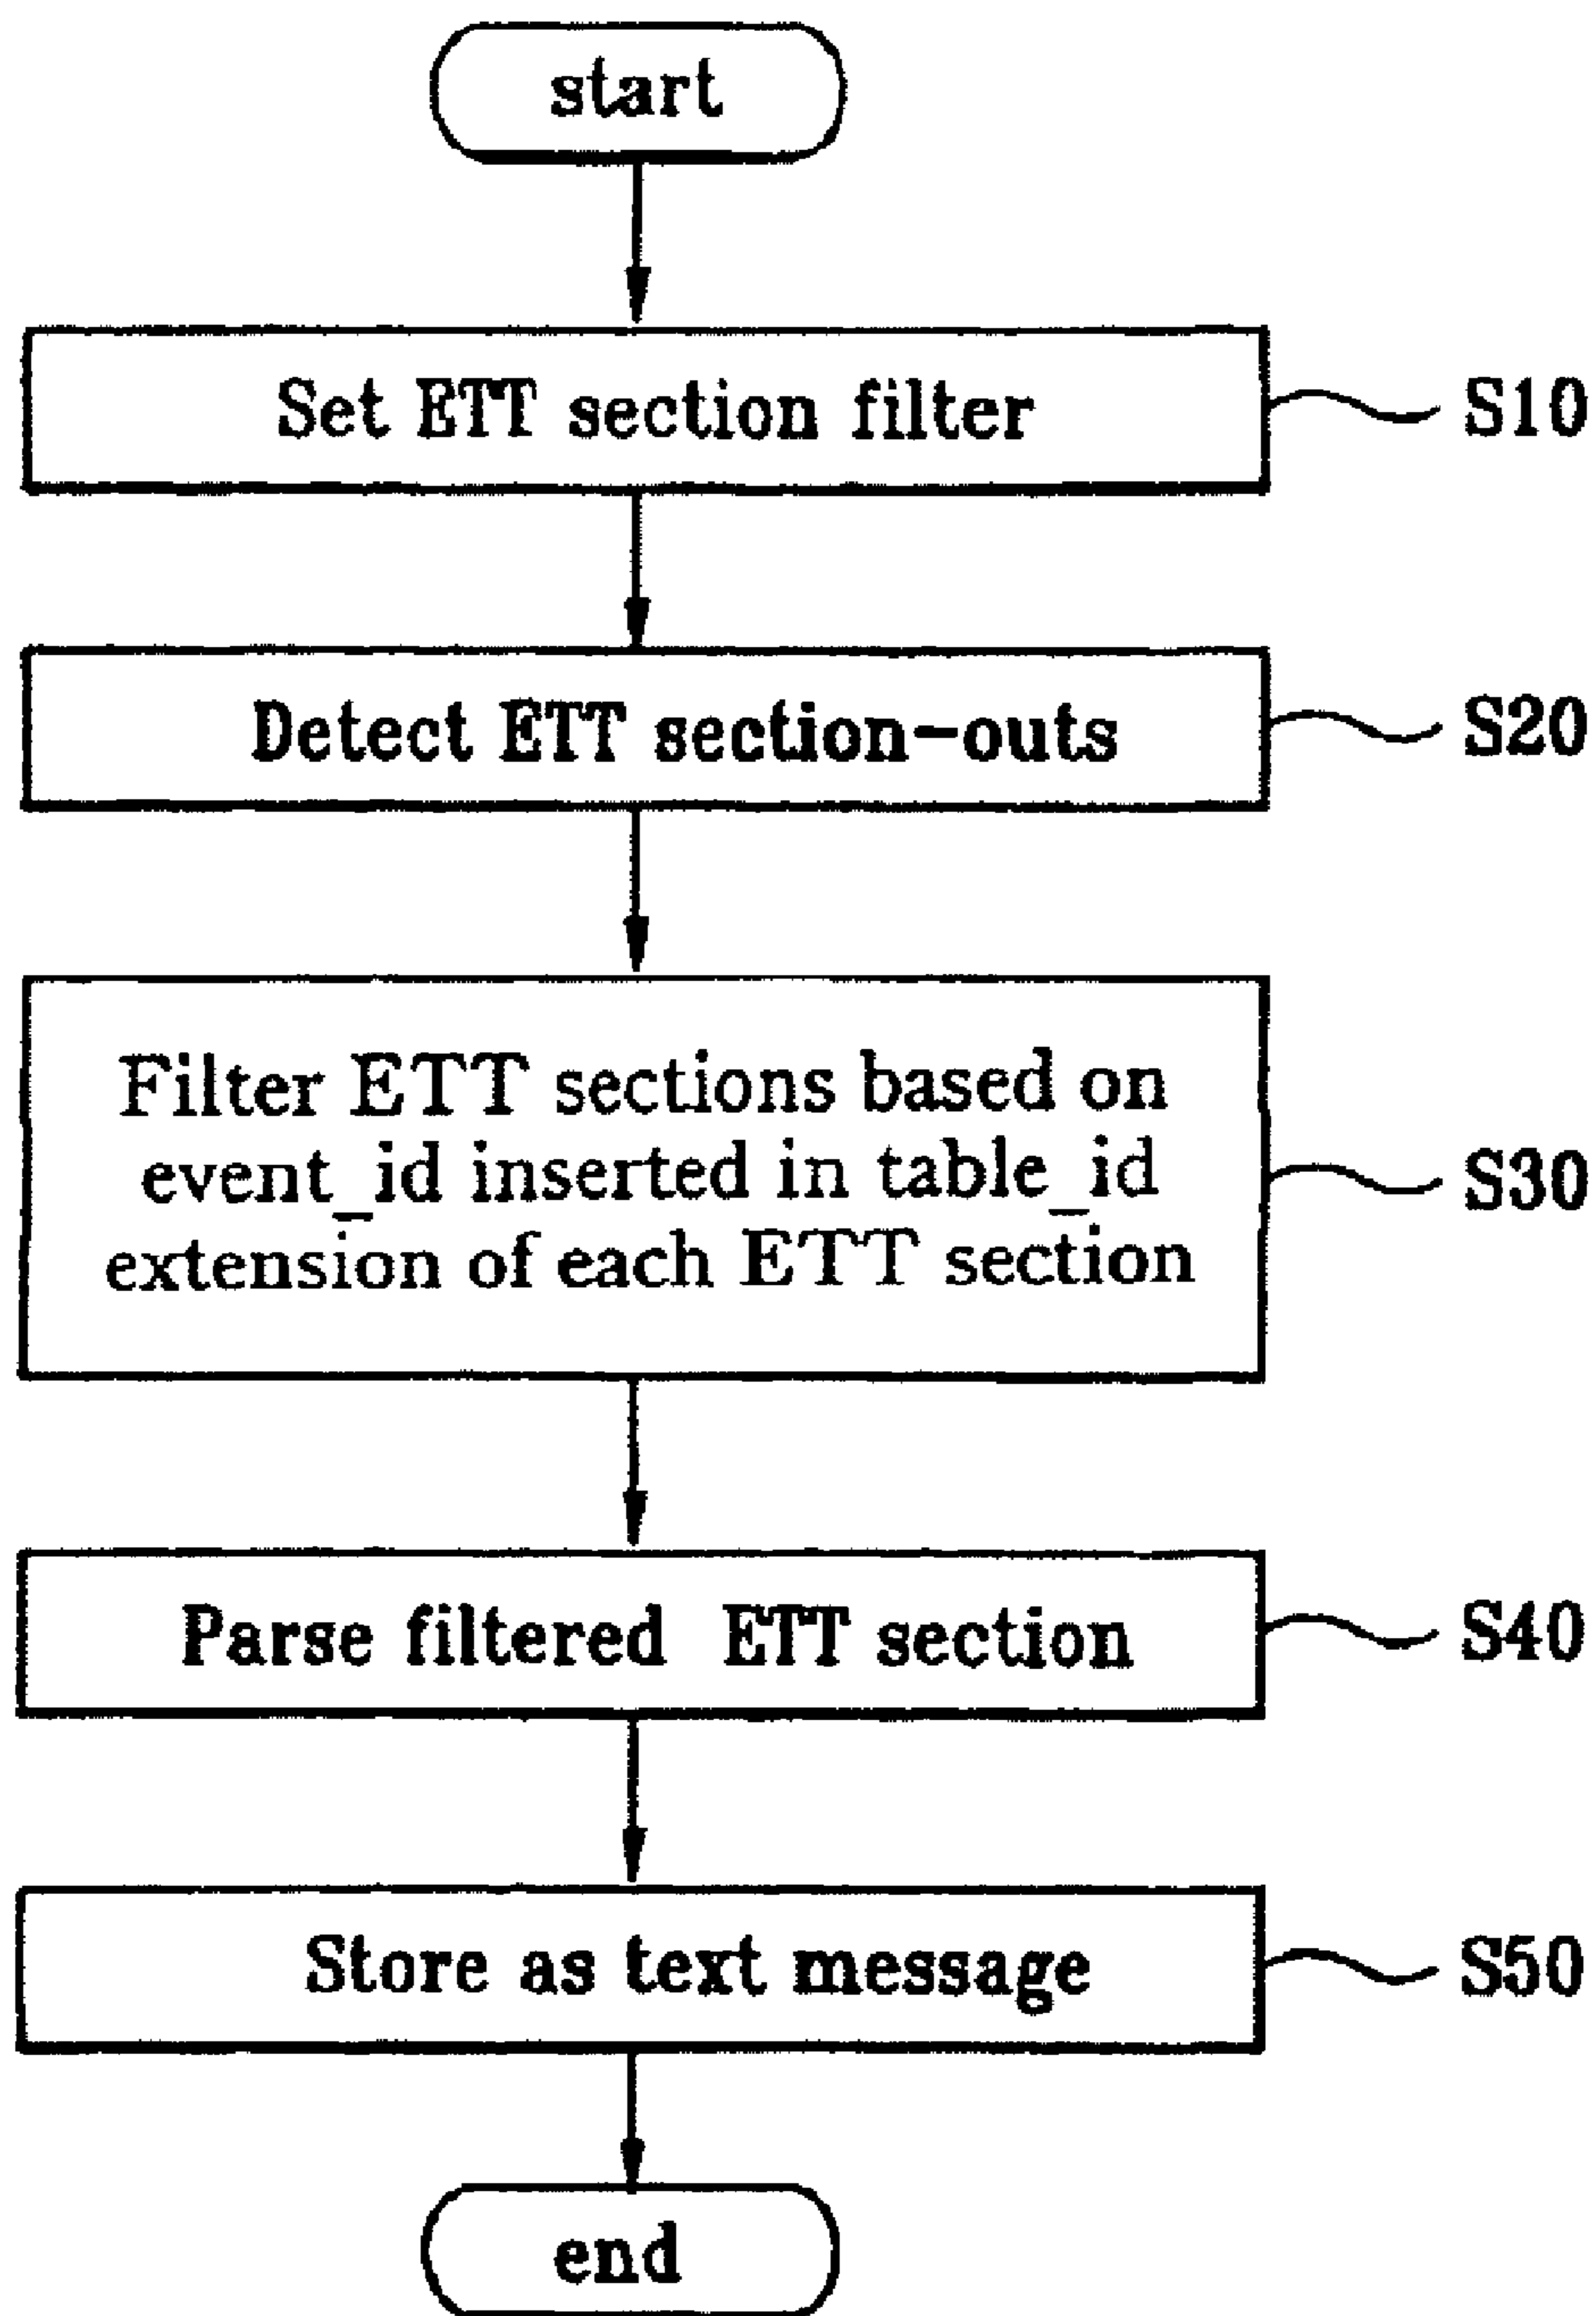 start
Set ETT section filter
S10
Detect ETT section-outs
S20
Filter ETT sections based on
event_id inserted in table_id
extension of each ETT section
S30
Parse filtered ETT section
S40
Store as text message
S50
end